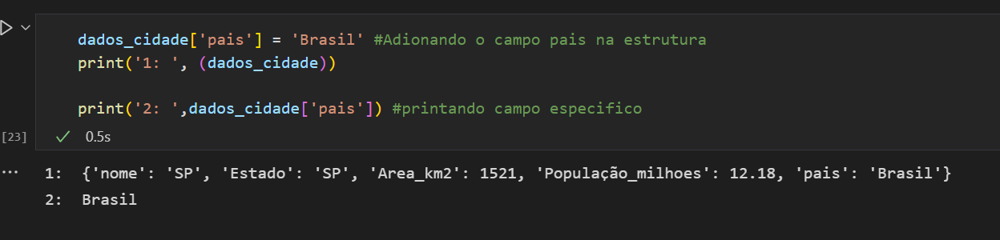 dados_cidade['pais'] = 'Brasil' #Adionando o campo pais na estrutura
print('1: ', (dados_cidade))
print('2: ',dados_cidade['pais']) #printando campo especifico
[23]
0.5s
1:  {'nome': 'SP', 'Estado': 'SP', 'Area_km2': 1521, 'População_milhoes': 12.18, 'pais': 'Brasil'}
2:  Brasil